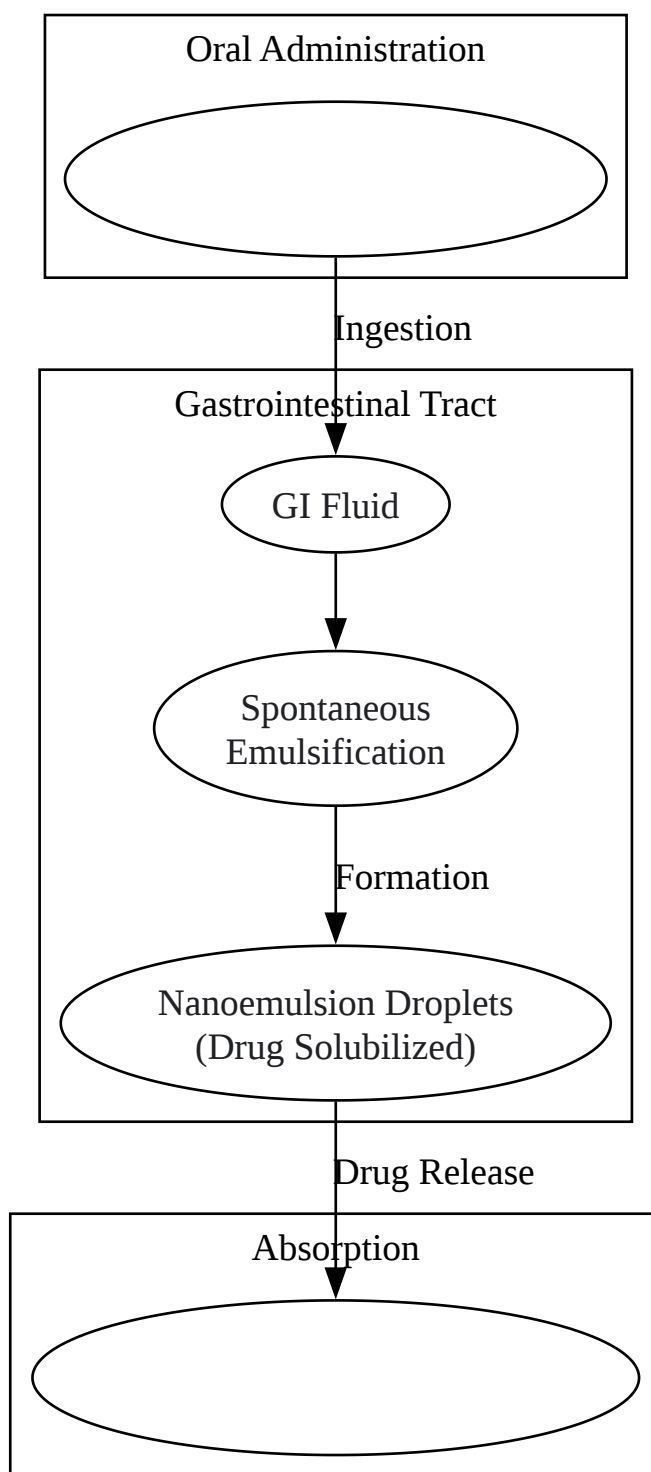 Oral Administration
Ingestion
Gastrointestinal Tract
GI Fluid
Spontaneous
Emulsification
Formation
Nanoemulsion Droplets
(Drug Solubilized)
Drug Release
Absorption